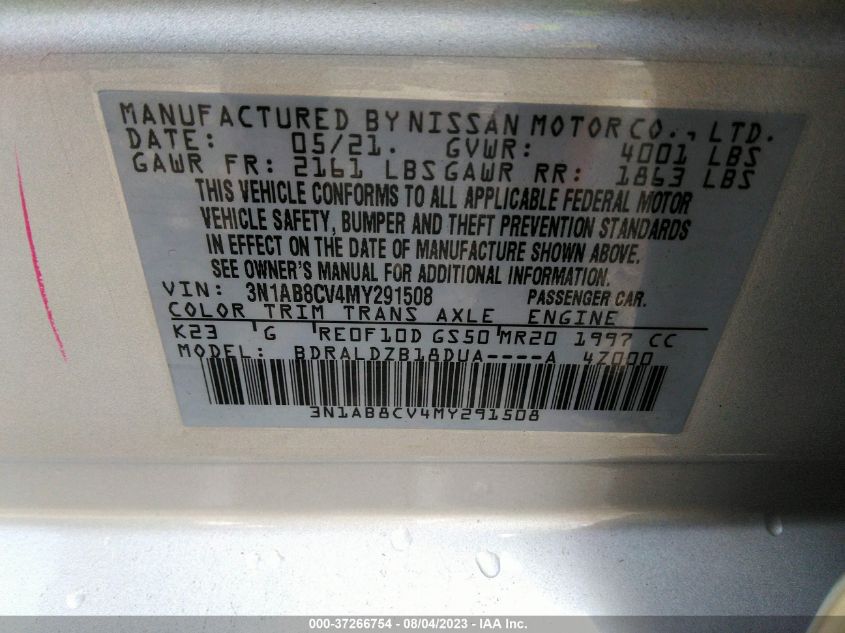 MANUFACTURED BY NISSAN MOTOR CO., LTD.
DATE: 05/21. GVWR: 4001 LBS
GAWR FR: 2161 LBS GAWR RR: 1863 LBS
THIS VEHICLE CONFORMS TO ALL APPLICABLE FEDERAL MOTOR
VEHICLE SAFETY, BUMPER AND THEFT PREVENTION STANDARDS
IN EFFECT ON THE DATE OF MANUFACTURE SHOWN ABOVE.
SEE OWNER'S MANUAL FOR ADDITIONAL INFORMATION.
VIN: 3N1AB8CV4MY291508 PASSENGER CAR.
COLOR TRIM TRANS AXLE ENGINE
K23 G RE0F10D GS50 MR20 1997 CC
MODEL: BDRALDZB18DUA----A 4Z000
3N1AB8CV4MY291508
000-37266754 - 08/04/2023 - IAA Inc.